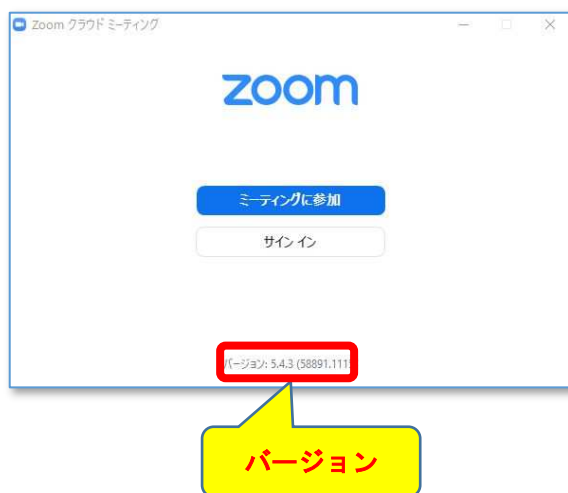 Zoom クラウド ミーティング
zoom
ミーティングに参加
サイン イン
バージョン: 5.4.3 (58891.111
バージョン